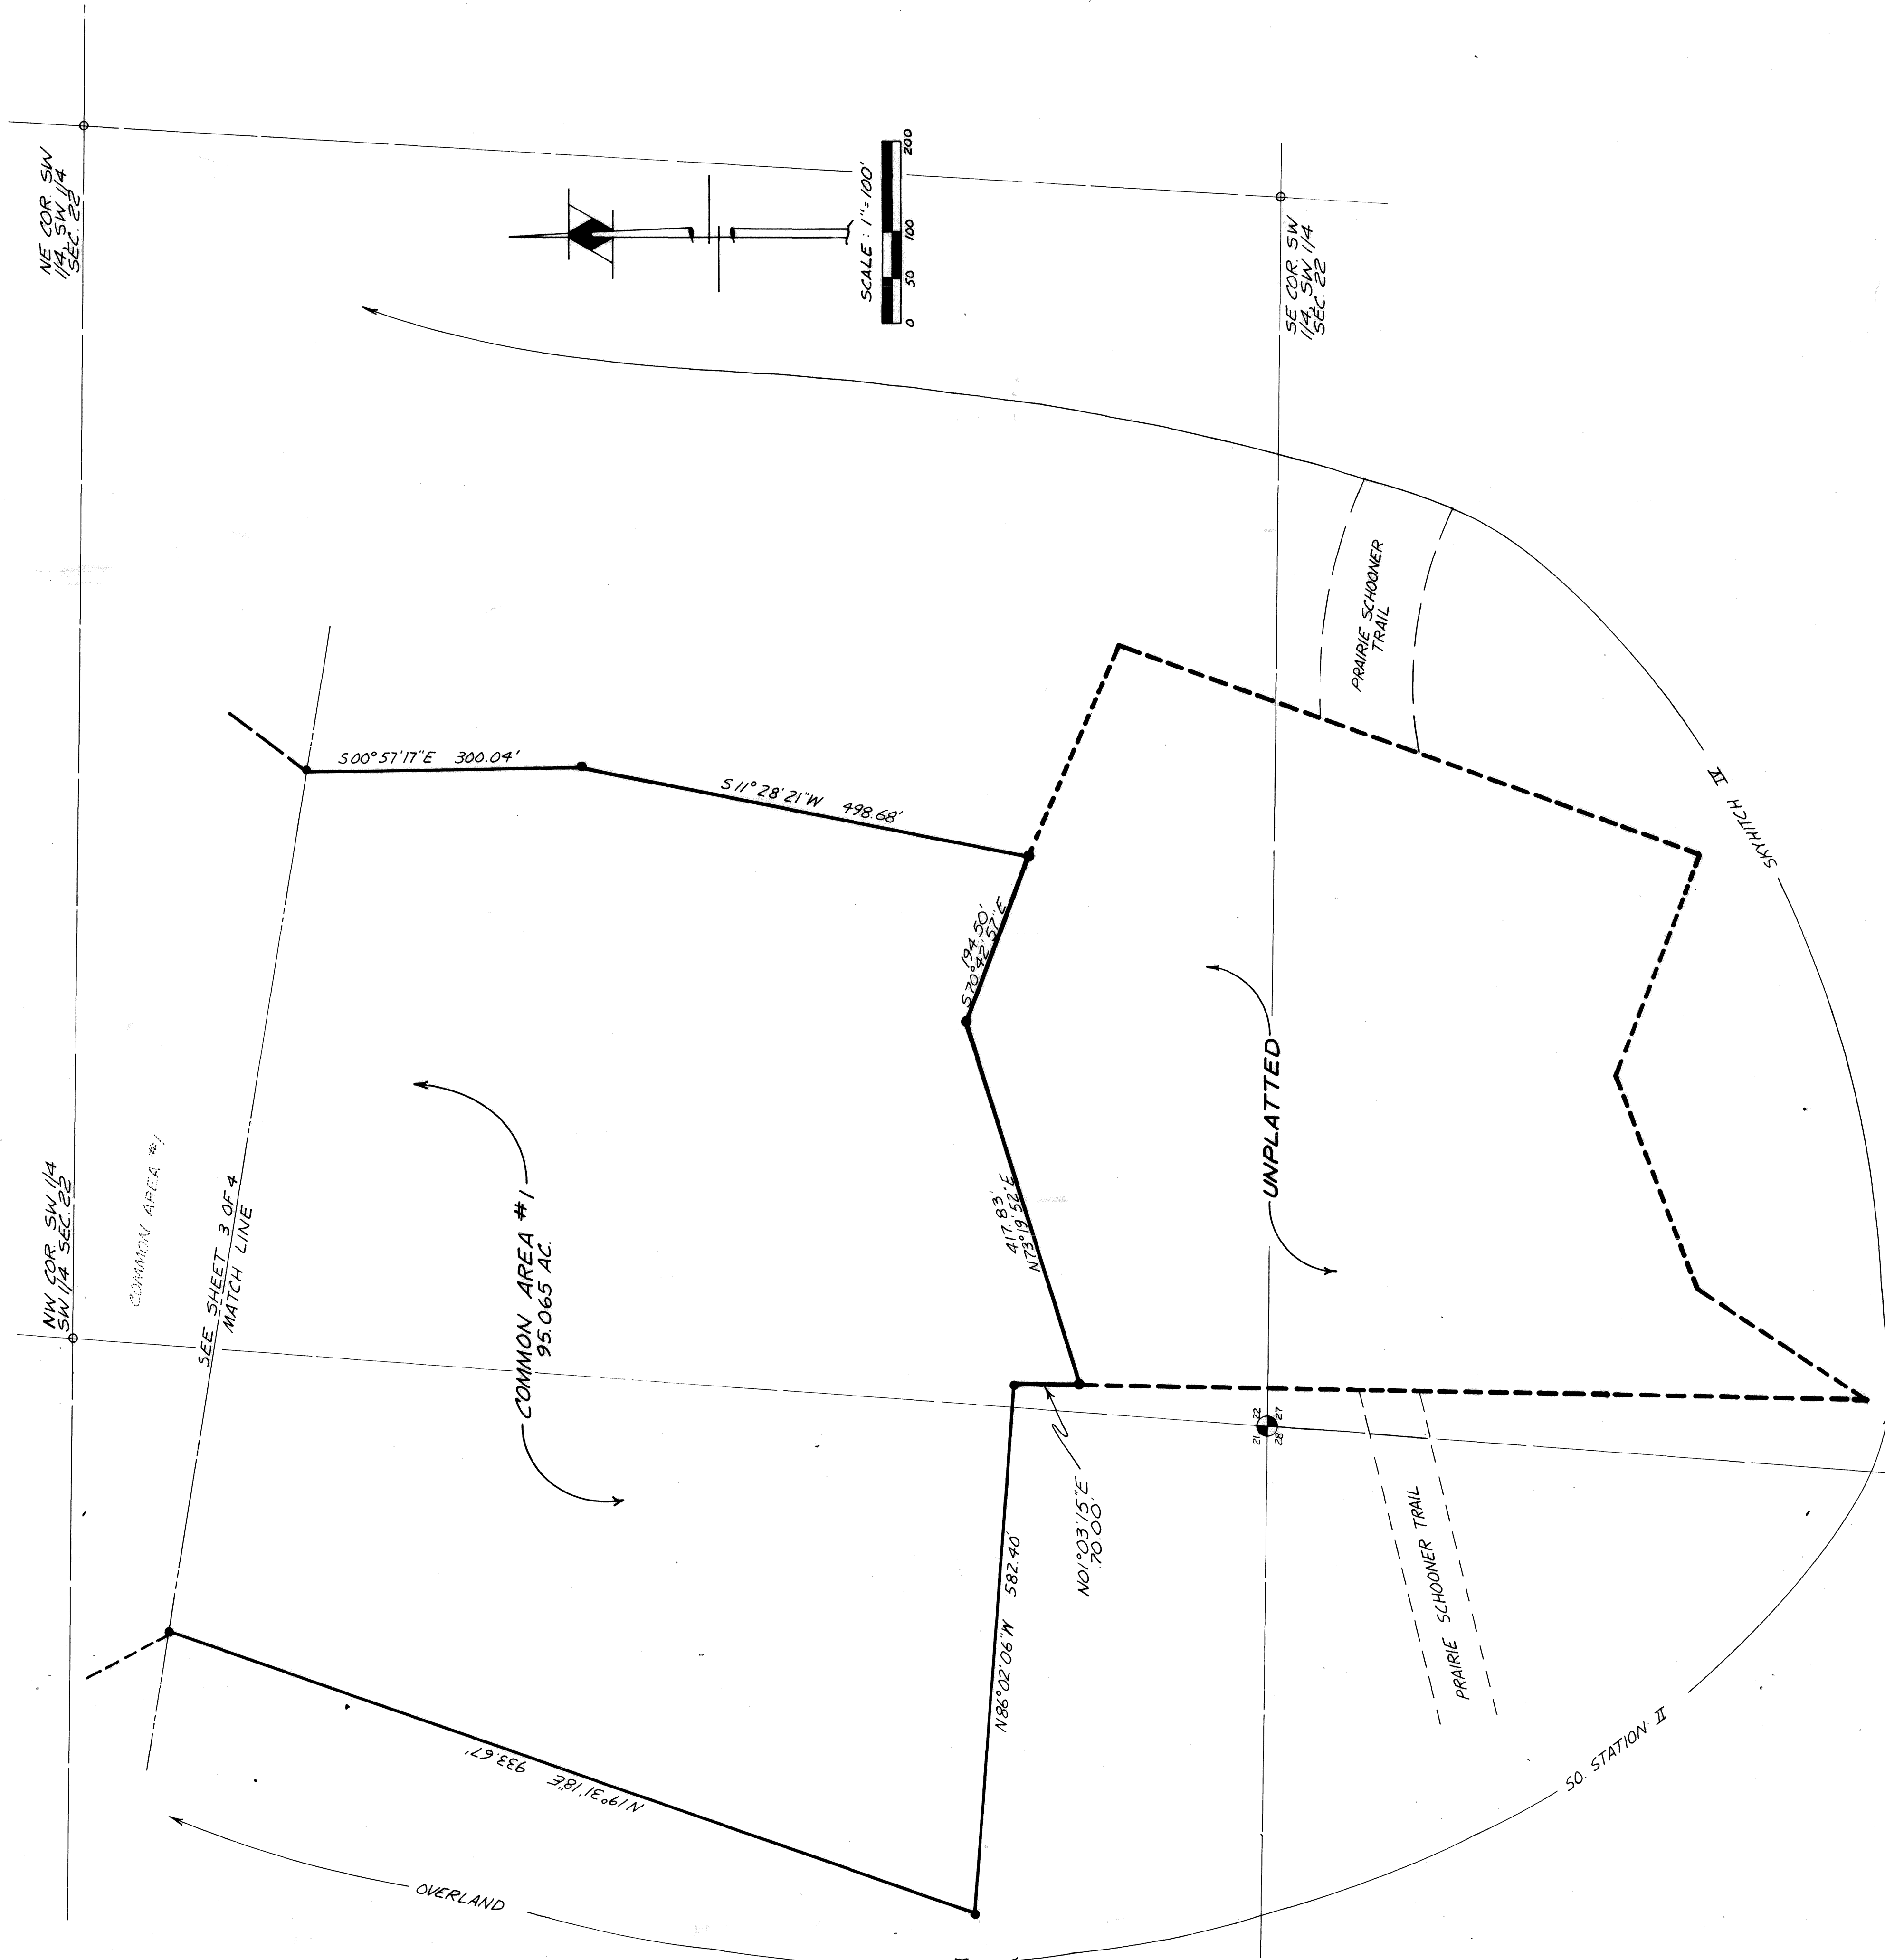 NE COR. SW
1/4, SW 1/4
SEC. 22
SCALE : 1" = 100'
0 50 100 200
SE COR. SW
1/4, SW 1/4
SEC. 22
PRAIRIE SCHOONER
TRAIL
SKYHITCH IV
S00°57'17"E 300.04'
S11°28'21"W 498.68'
194.50'
S70°42'57"E
417.83'
N73°19'52"E
UNPLATTED
NW COR. SW 1/4
SW 1/4 SEC. 22
COMMON AREA #1
SEE SHEET 3 OF 4
MATCH LINE
COMMON AREA #1
95.065 AC.
21 22
28 27
N01°03'15"E
70.00'
N86°02'06"W 582.40'
N19°31'18"E 933.67'
PRAIRIE SCHOONER TRAIL
SO. STATION II
OVERLAND